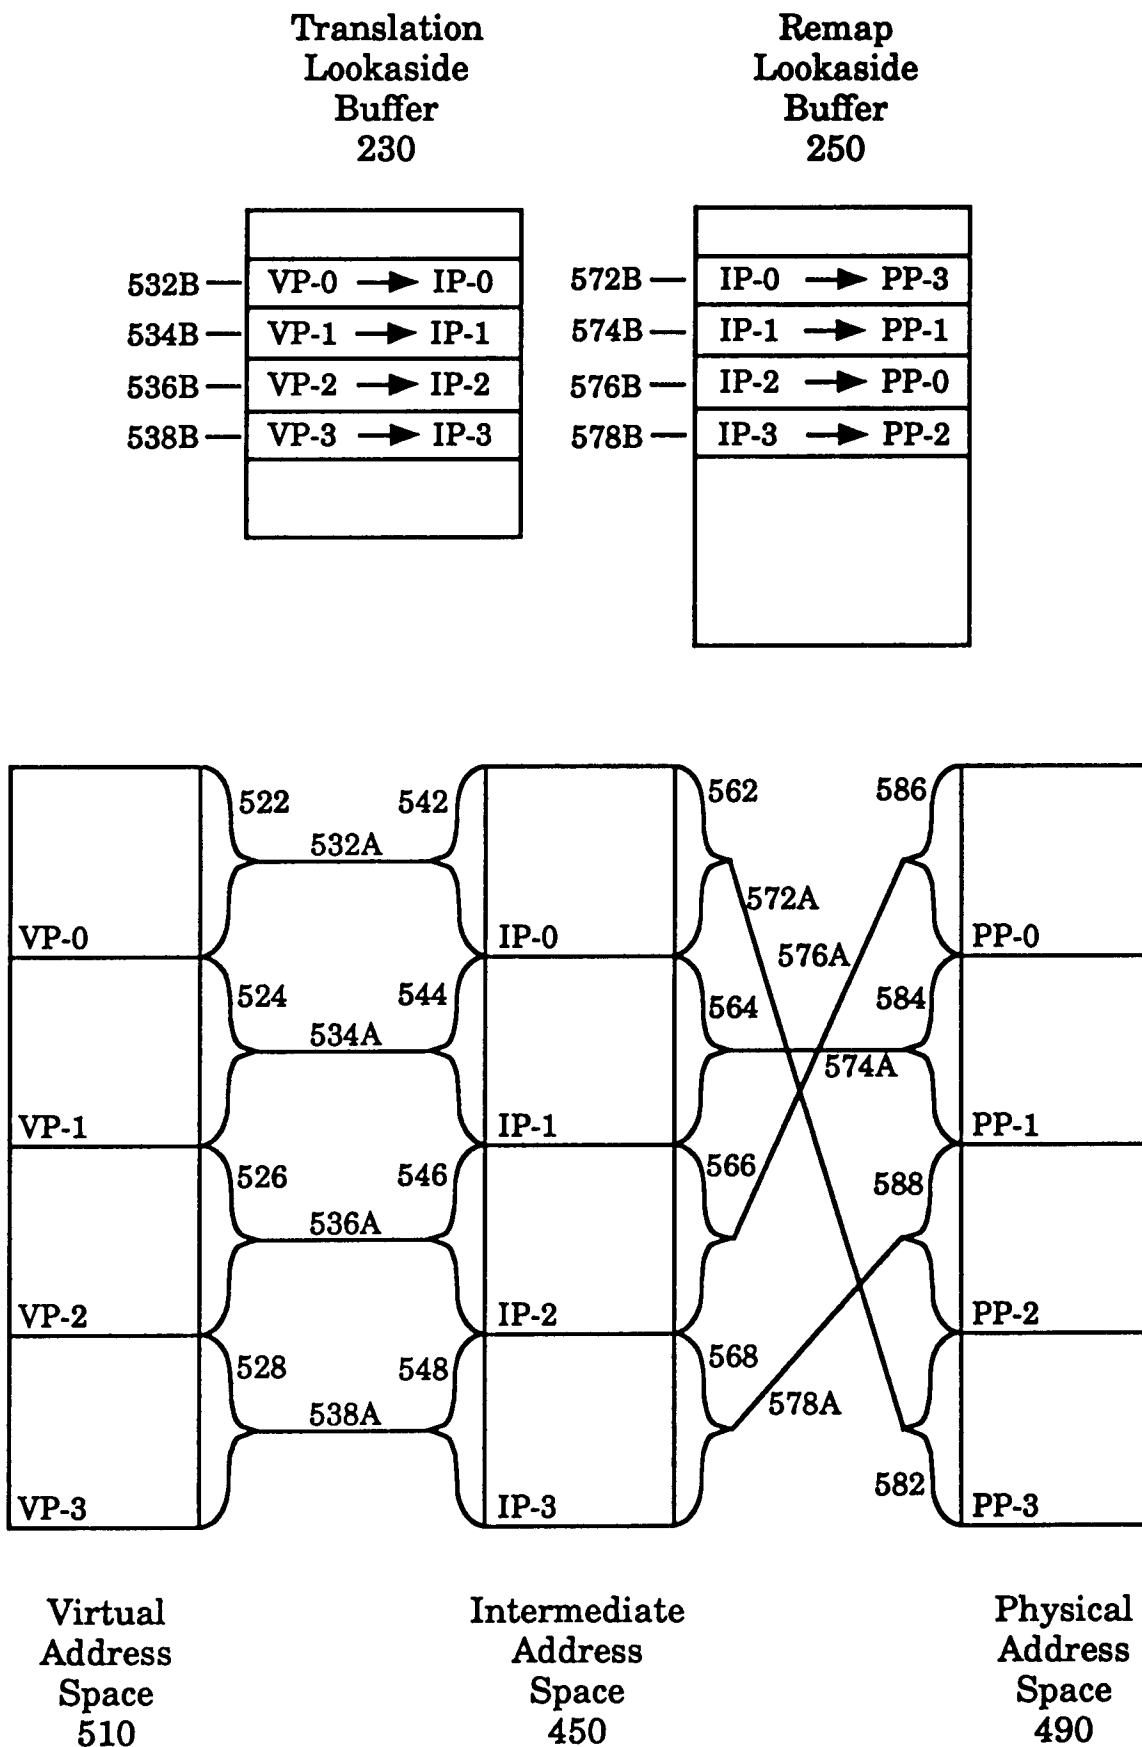 Translation
Lookaside
Buffer
230
Remap
Lookaside
Buffer
250
532B VP-0 IP-0
534B VP-1 IP-1
536B VP-2 IP-2
538B VP-3 IP-3
572B IP-0 PP-3
574B IP-1 PP-1
576B IP-2 PP-0
578B IP-3 PP-2
522 542 562 586
532A
572A
VP-0 IP-0 576A PP-0
524 544 564 584
534A 574A
VP-1 IP-1 PP-1
526 546 566 588
536A
VP-2 IP-2 PP-2
528 548 568
538A 578A
582
VP-3 IP-3 PP-3
Virtual
Address
Space
510
Intermediate
Address
Space
450
Physical
Address
Space
490